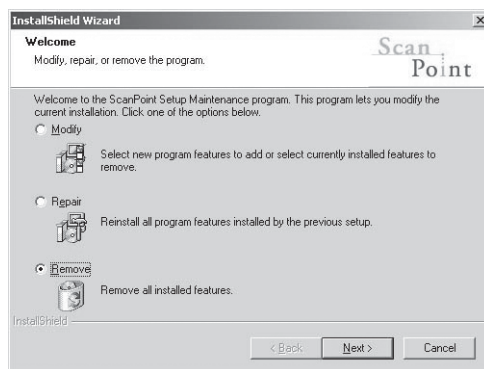 InstallShield Wizard
Welcome
Modify, repair, or remove the program.
Scan
Point
Welcome to the ScanPoint Setup Maintenance program. This program lets you modify the
current installation. Click one of the options below.
Modify
Select new program features to add or select currently installed features to
remove.
Repair
Reinstall all program features installed by the previous setup.
Remove
Remove all installed features.
InstallShield
< Back
Next >
Cancel